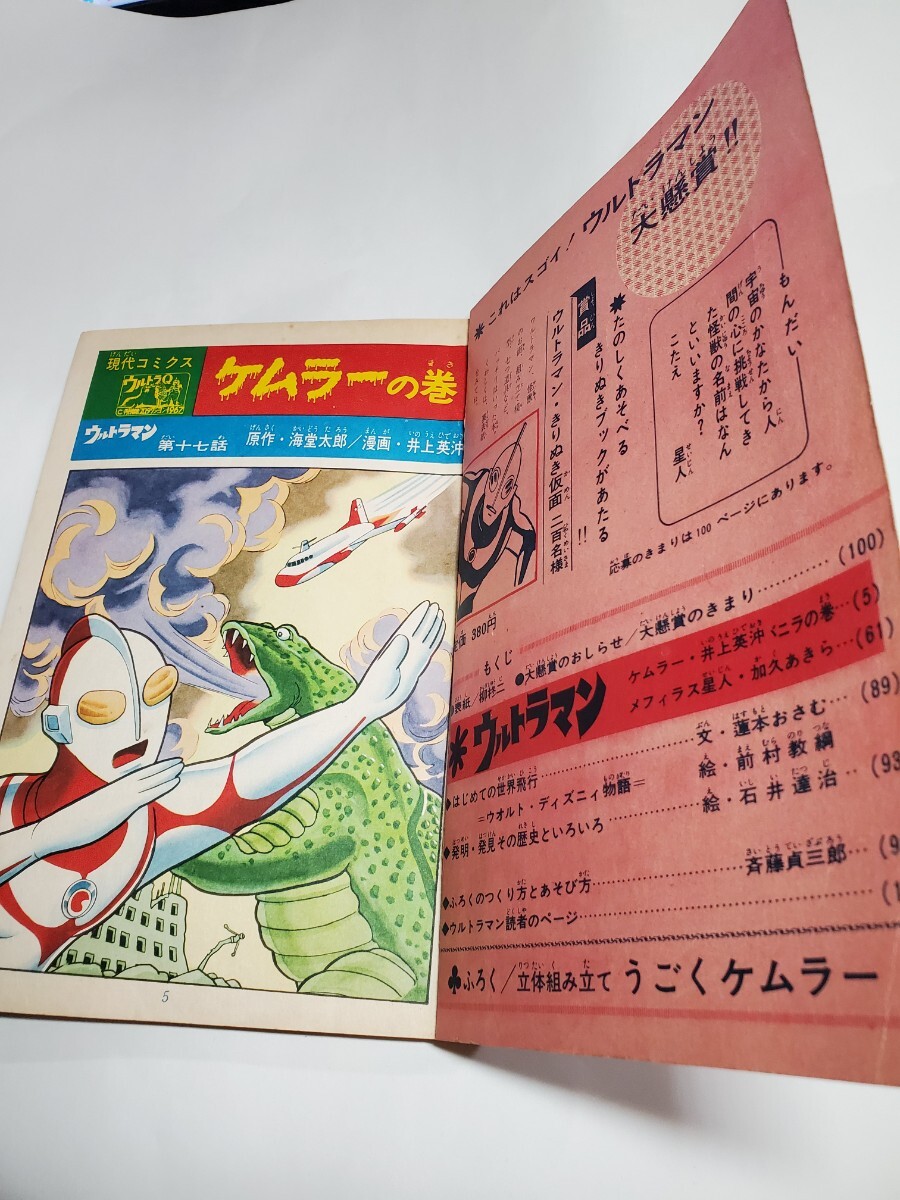 現代コミクス
ウルトラQ
ケムラーの巻
ウルトラマン 第十七話 原作・海堂太郎/漫画・井上英沖
5
＊これはスゴイ！ウルトラマン大懸賞!!
もんだい
宇宙のかなたから人
間の心に挑戦してき
た怪獣の名前はなん
といいますか？
こたえ 星人
応募のきまりは100ページにあります。
✷たのしくあそべる
きりぬきブックがあたる!!
賞品
ウルトラマン・きりぬき仮面 二百名様
定価 380円
もくじ
表紙/柳柊二
●大懸賞のおしらせ/大懸賞のきまり…(100)
＊ウルトラマン
ケムラー・井上英沖〈ニラの巻…(5)
メフィラス星人・加久あきら…(61)
◆はじめての世界飛行…文・蓮本おさむ…(89)
=ウオルト・ディズニィ物語= 絵・前村教綱
◆発明・発見その歴史といろいろ…絵・石井達治…(93
◆ふろくのつくり方とあそび方…斉藤貞三郎…(9
◆ウルトラマン読者のページ…(1
♣ふろく/立体組み立て うごくケムラー